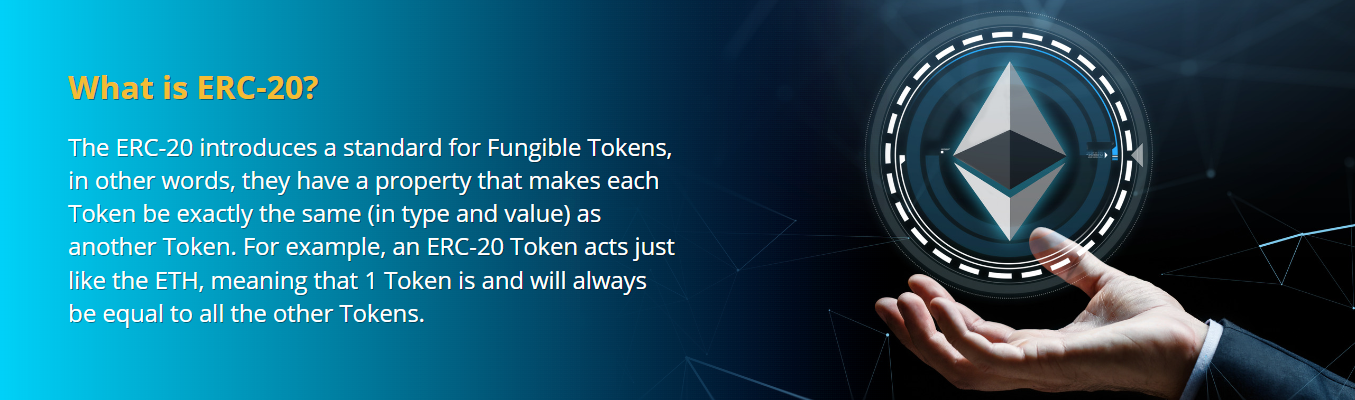 What is ERC-20?
The ERC-20 introduces a standard for Fungible Tokens,
in other words, they have a property that makes each
Token be exactly the same (in type and value) as
another Token. For example, an ERC-20 Token acts just
like the ETH, meaning that 1 Token is and will always
be equal to all the other Tokens.